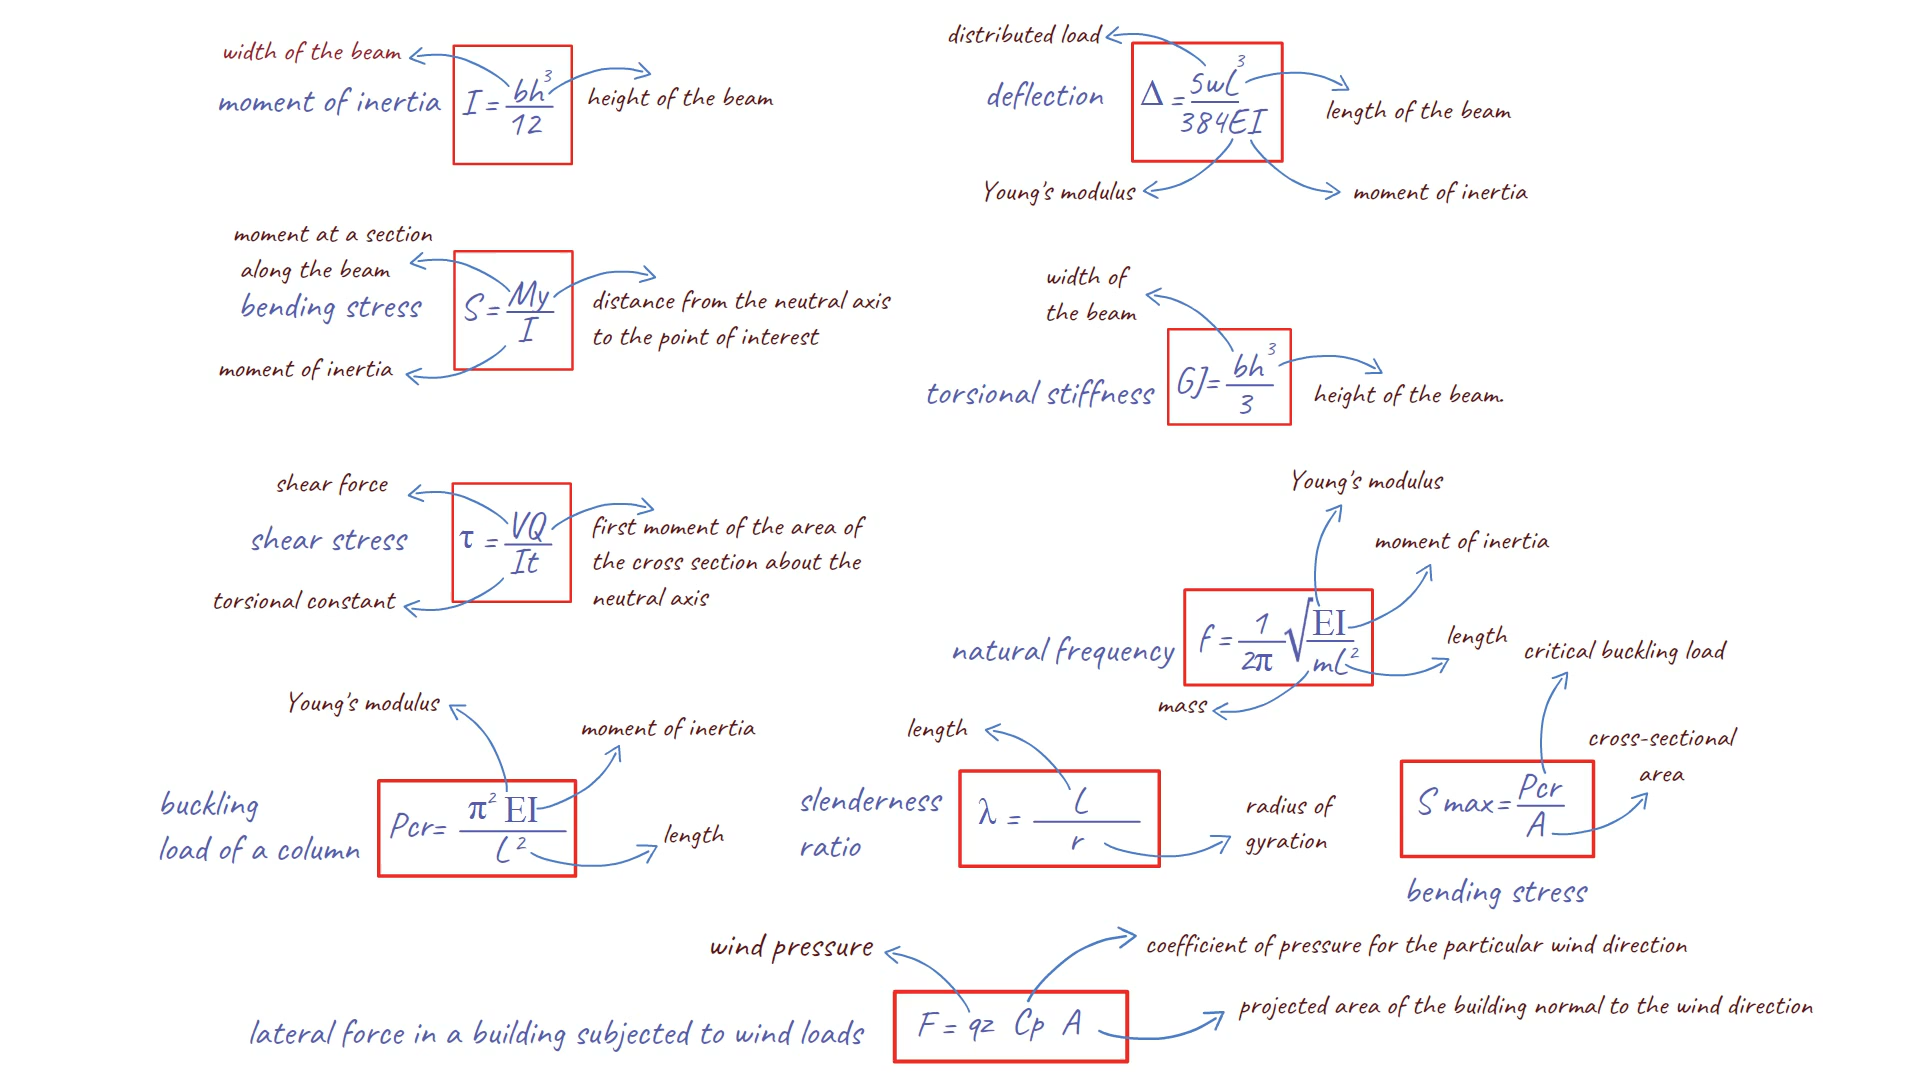 width of the beam
moment of inertia
I = bh³
12
height of the beam
distributed load
deflection
Δ = 5wL³
384EI
length of the beam
Young's modulus
moment of inertia
moment at a section
along the beam
bending stress
S = My
I
distance from the neutral axis
to the point of interest
moment of inertia
width of
the beam
torsional stiffness
GJ= bh³
3
height of the beam.
shear force
shear stress
τ = VQ
It
first moment of the area of
the cross section about the
neutral axis
torsional constant
Young's modulus
moment of inertia
natural frequency
f = 1 √ EI
2π mL²
length
mass
Young's modulus
moment of inertia
buckling
load of a column
Pcr= π² EI
L²
length
length
slenderness
ratio
λ = L
r
radius of
gyration
critical buckling load
cross-sectional
area
S max= Pcr
A
bending stress
wind pressure
coefficient of pressure for the particular wind direction
lateral force in a building subjected to wind loads
F = qz Cp A
projected area of the building normal to the wind direction